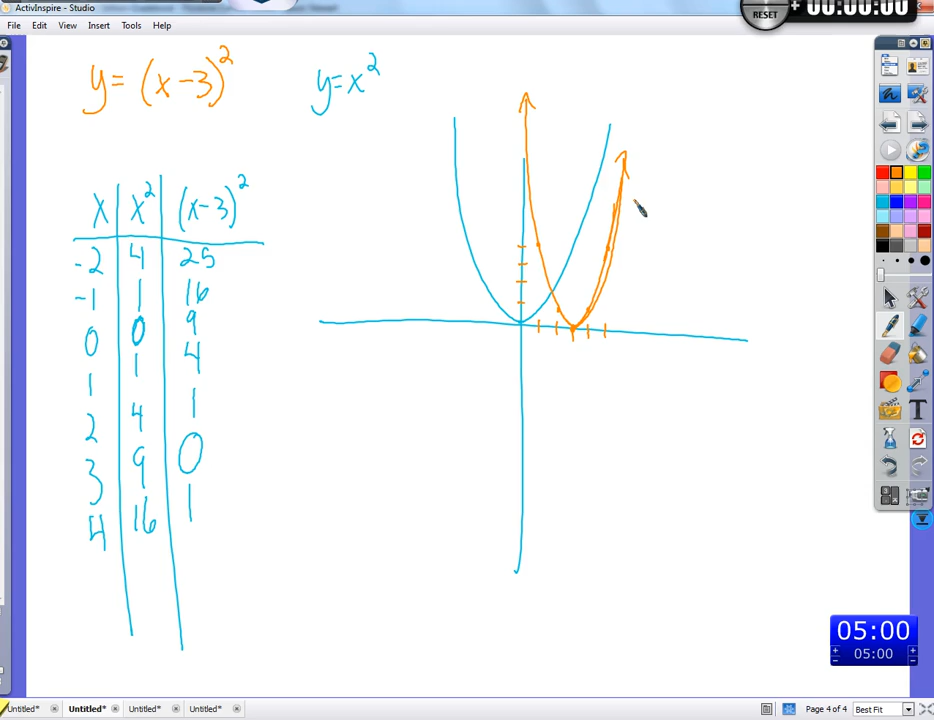 ActivInspire - Studio
RESET
00:00:00
File Edit View Insert Tools Help
y= (x-3)²
y=x²
x x² (x-3)²
-2 4 25
-1 1 16
0 0 9
1 1 4
2 4 1
3 9 0
4 16 1
T
05:00
05:00
Untitled* Untitled* Untitled* Untitled*
Page 4 of 4
Best Fit